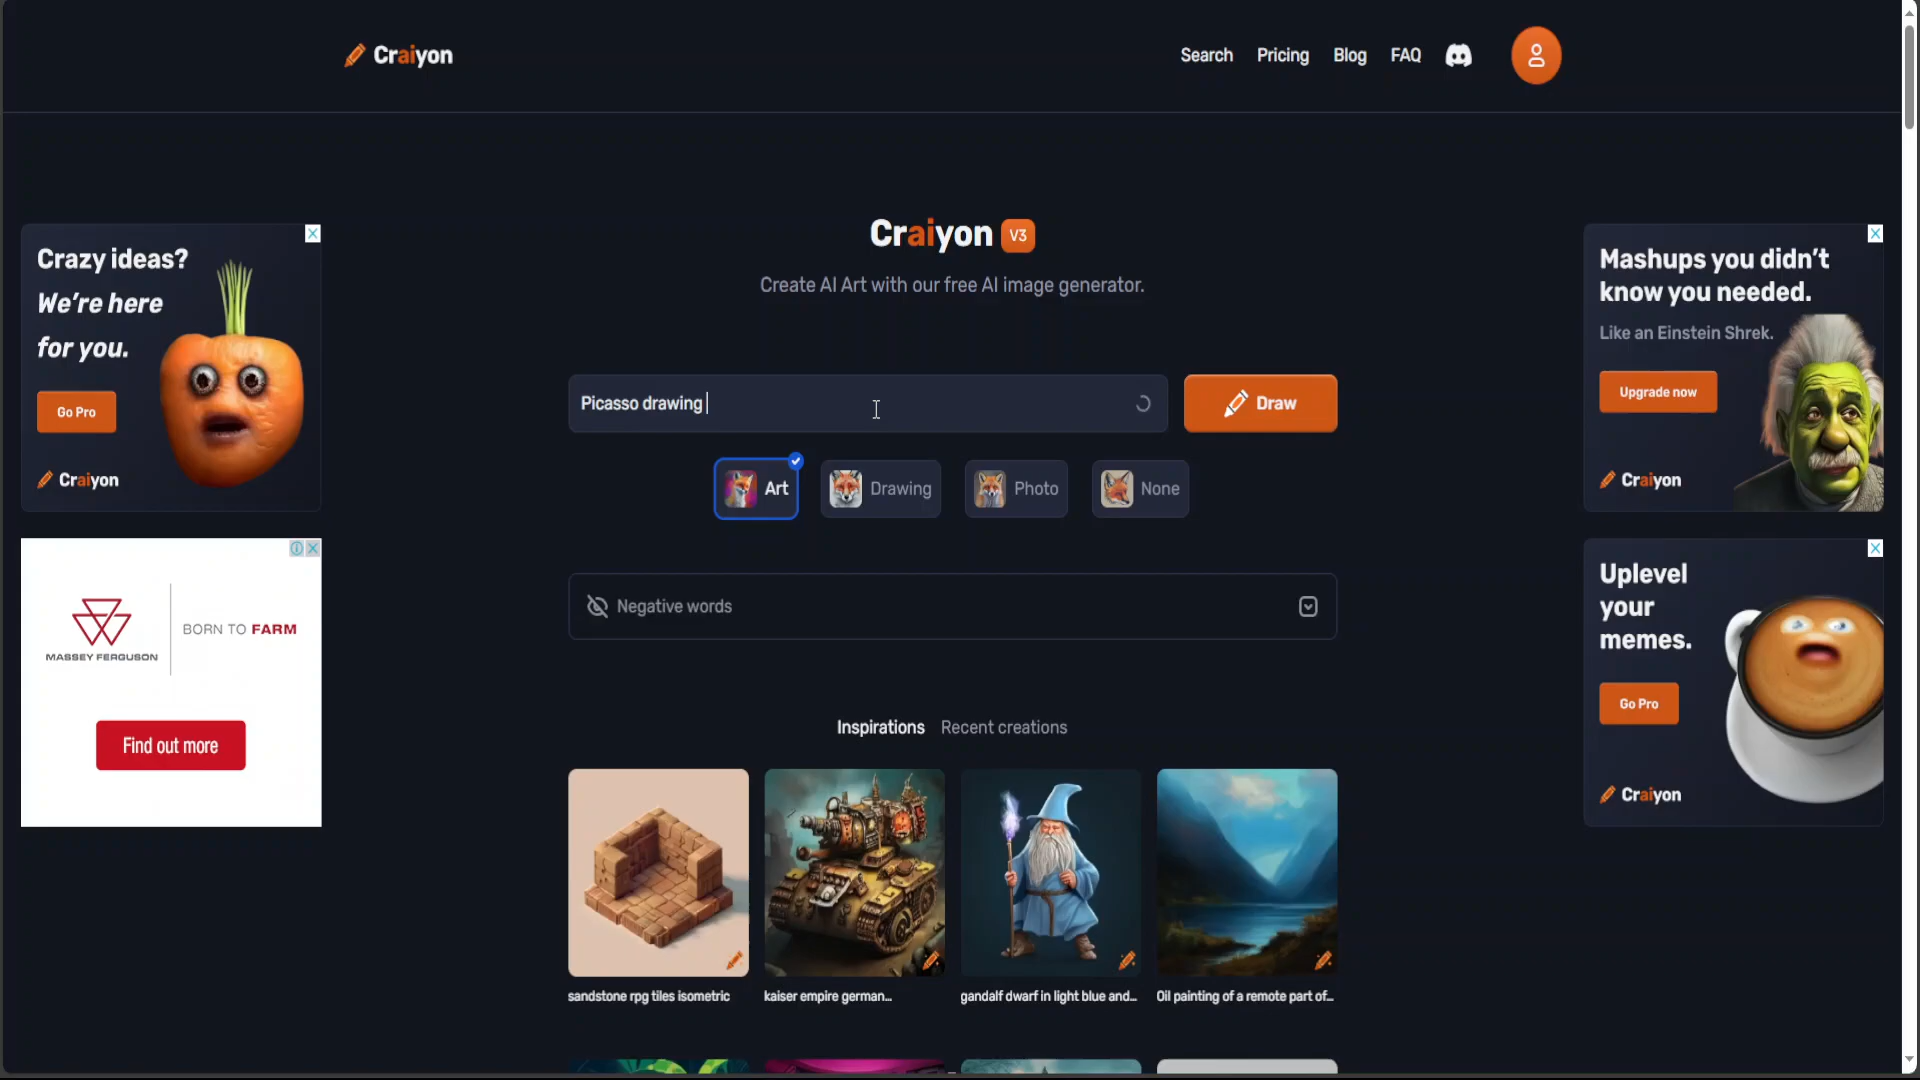 Craiyon
Search Pricing Blog FAQ
Craiyon V3
Create AI Art with our free AI image generator.
Picasso drawing
Draw
Art Drawing Photo None
Negative words
Inspirations Recent creations
sandstone rpg tiles isometric
kaiser empire german...
gandalf dwarf in light blue and...
Oil painting of a remote part of...
Crazy ideas?
We're here
for you.
Go Pro
Craiyon
MASSEY FERGUSON
BORN TO FARM
Find out more
Mashups you didn't
know you needed.
Like an Einstein Shrek.
Upgrade now
Craiyon
Uplevel
your
memes.
Go Pro
Craiyon